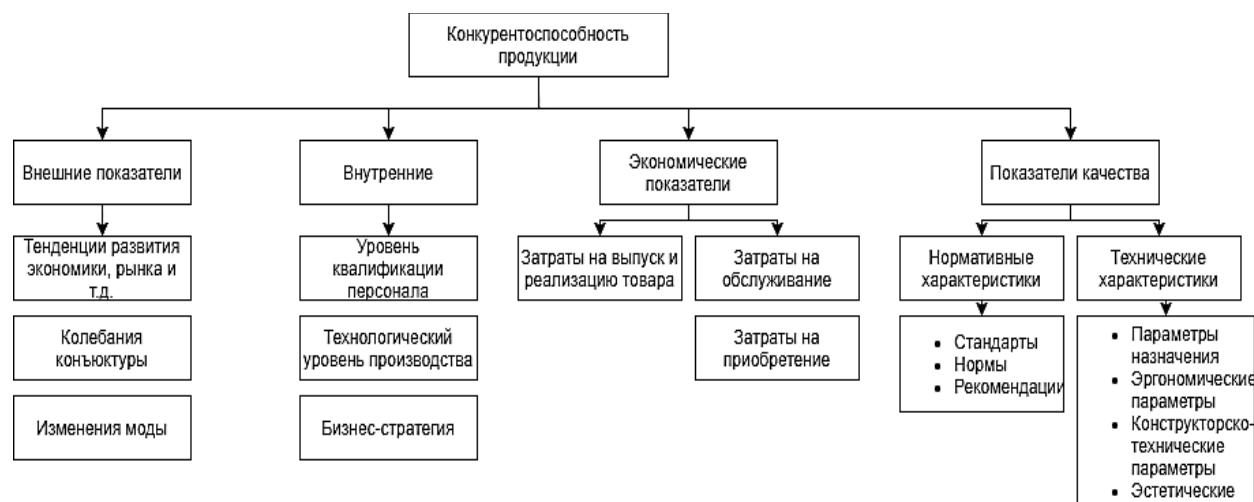 Конкурентоспособность
продукции
Внешние показатели
Внутренние
Экономические
показатели
Показатели качества
Тенденции развития
экономики, рынка и
т.д.
Уровень
квалификации
персонала
Затраты на выпуск и
реализацию товара
Затраты на
обслуживание
Нормативные
характеристики
Технические
характеристики
Колебания
конъюктуры
Технологический
уровень производства
Затраты на
приобретение
• Стандарты
• Нормы
• Рекомендации
• Параметры
назначения
• Эргономические
параметры
• Конструкторско-
технические
параметры
• Эстетические
Изменения моды
Бизнес-стратегия